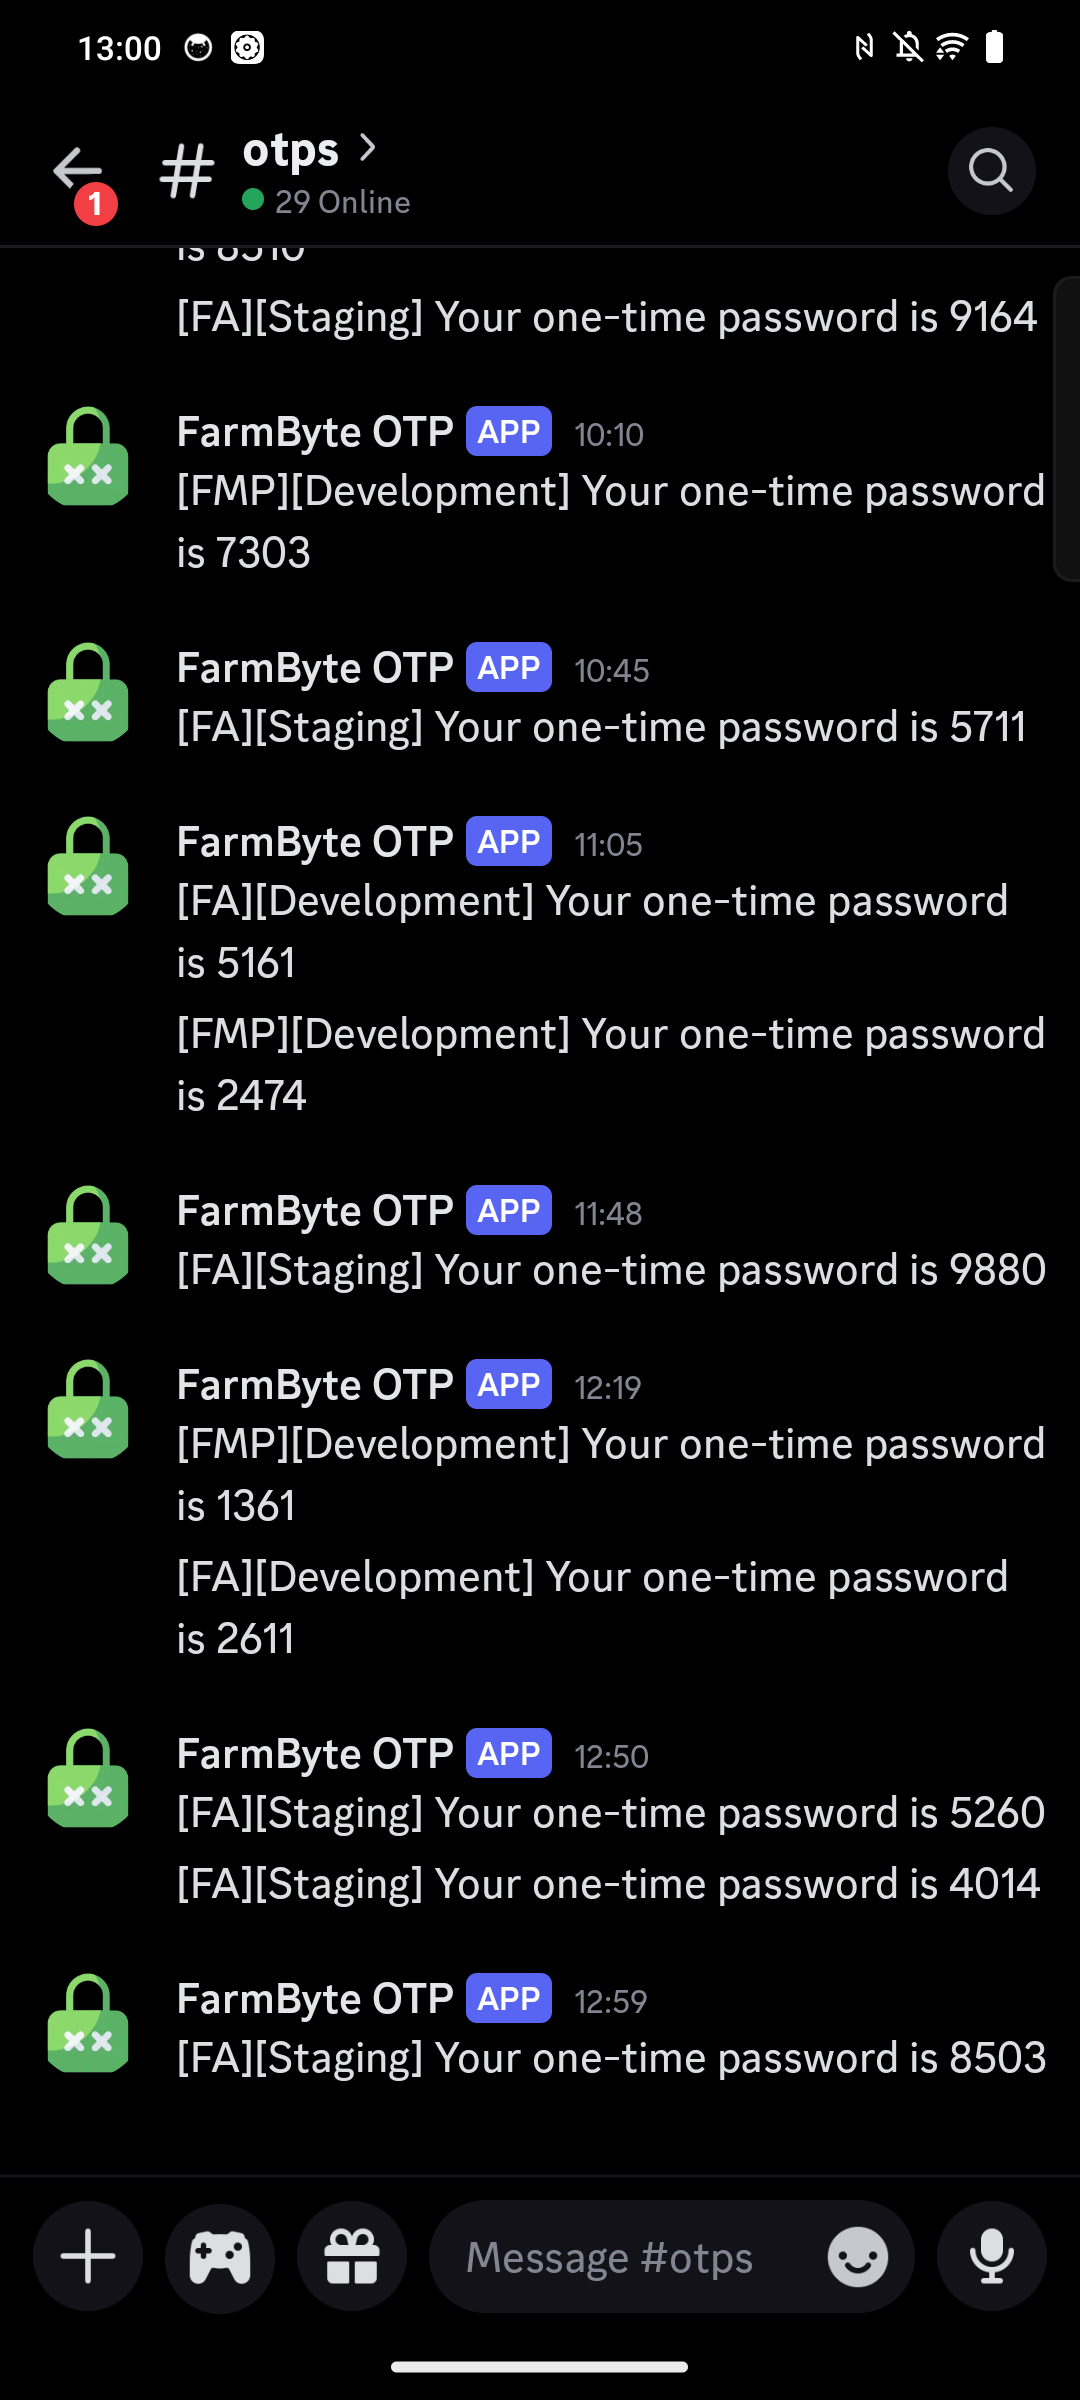 13:00
otps
1
29 Online
[FA][Staging] Your one-time password is 9164
FarmByte OTP APP 10:10
[FMP][Development] Your one-time password
is 7303
FarmByte OTP APP 10:45
[FA][Staging] Your one-time password is 5711
FarmByte OTP APP 11:05
[FA][Development] Your one-time password
is 5161
[FMP][Development] Your one-time password
is 2474
FarmByte OTP APP 11:48
[FA][Staging] Your one-time password is 9880
FarmByte OTP APP 12:19
[FMP][Development] Your one-time password
is 1361
[FA][Development] Your one-time password
is 2611
FarmByte OTP APP 12:50
[FA][Staging] Your one-time password is 5260
[FA][Staging] Your one-time password is 4014
FarmByte OTP APP 12:59
[FA][Staging] Your one-time password is 8503
Message #otps